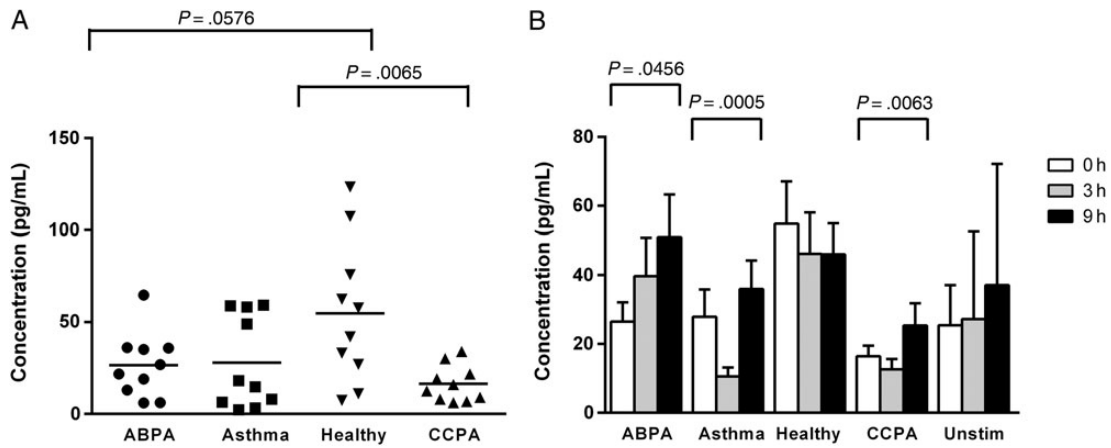 A
P = .0576
P = .0065
Concentration (pg/mL)
150
100
50
0
ABPA Asthma Healthy CCPA
B
P = .0456
P = .0005
P = .0063
Concentration (pg/mL)
80
60
40
20
0
ABPA Asthma Healthy CCPA Unstim
0 h
3 h
9 h